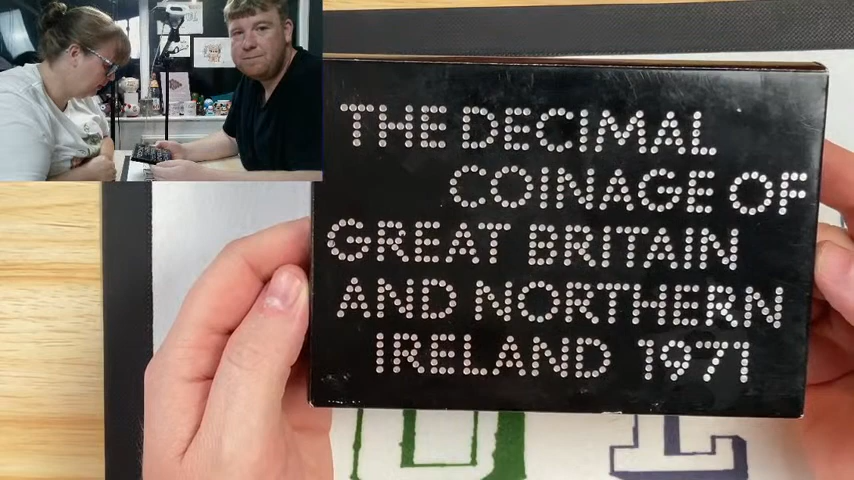 THE DECIMAL
COINAGE OF
GREAT BRITAIN
AND NORTHERN
IRELAND 1971